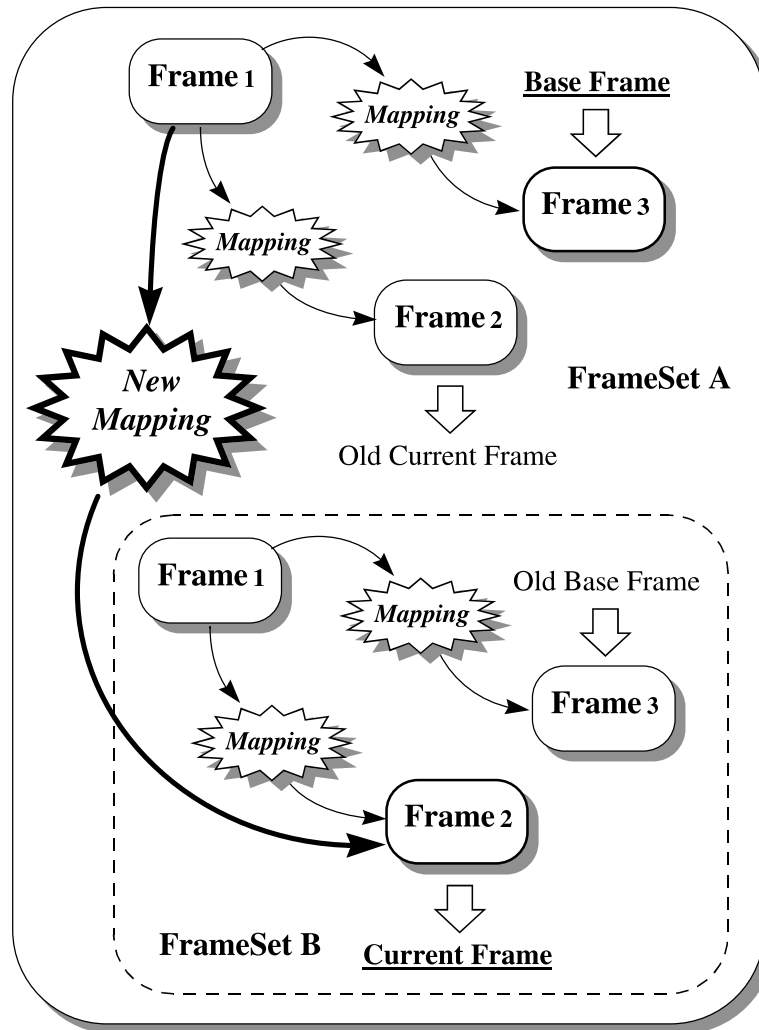 Frame 1
Mapping
Base Frame
Frame 3
Mapping
Frame 2
FrameSet A
New
Mapping
Old Current Frame
Frame 1
Mapping
Old Base Frame
Frame 3
Mapping
Frame 2
FrameSet B
Current Frame